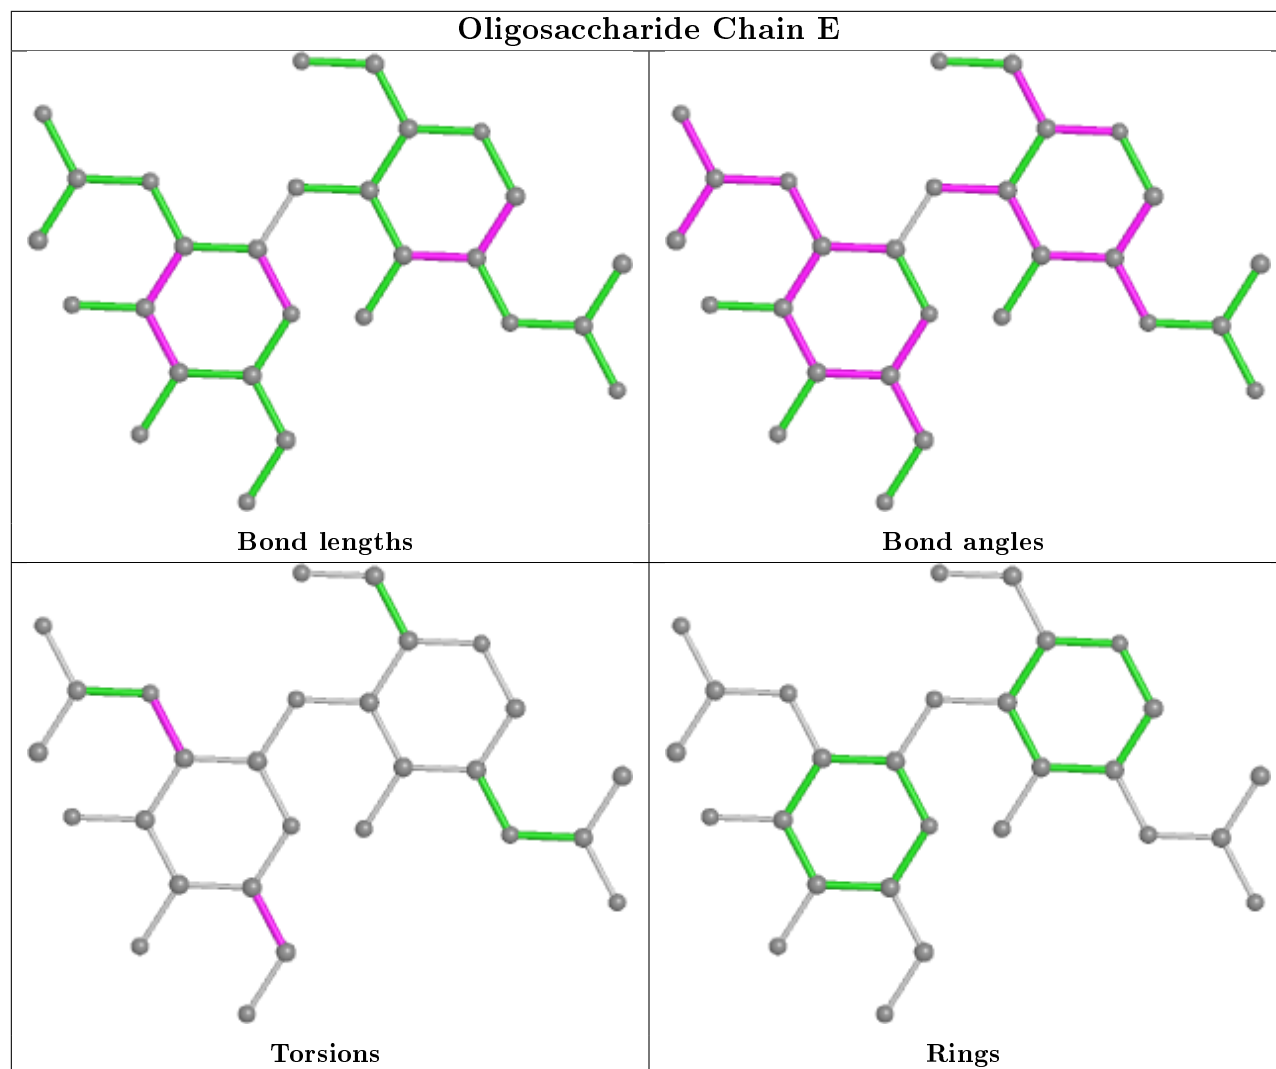 Oligosaccharide Chain E
Bond lengths
Bond angles
Torsions
Rings